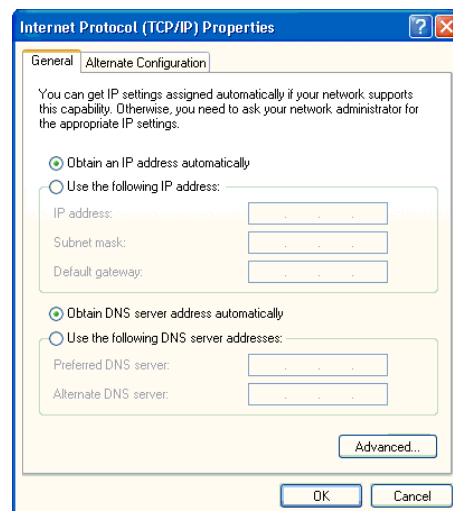 Internet Protocol (TCP/IP) Properties
General
Alternate Configuration
You can get IP settings assigned automatically if your network supports
this capability. Otherwise, you need to ask your network administrator for
the appropriate IP settings.
Obtain an IP address automatically
Use the following IP address:
IP address:
Subnet mask:
Default gateway:
Obtain DNS server address automatically
Use the following DNS server addresses:
Preferred DNS server:
Alternate DNS server:
Advanced...
OK
Cancel